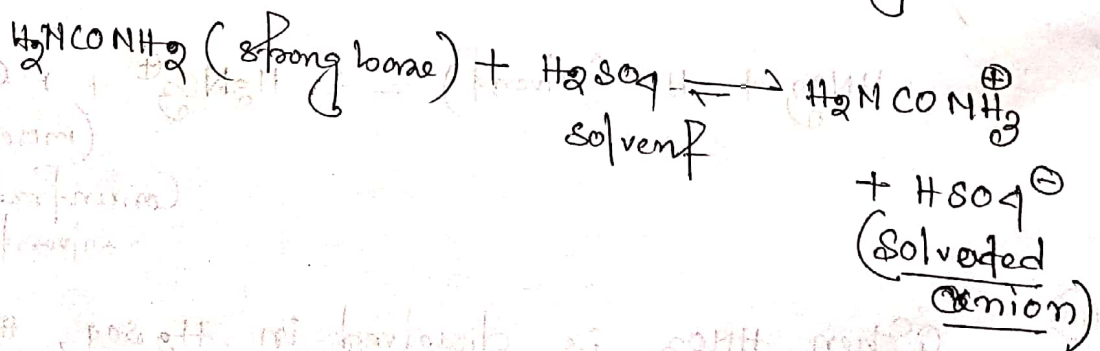 H₂NCONH₂ (strong base) + H₂SO₄ ⇌ H₂NCONH₃⊕
solvent
+ HSO₄⊖
(Solvated
anion)